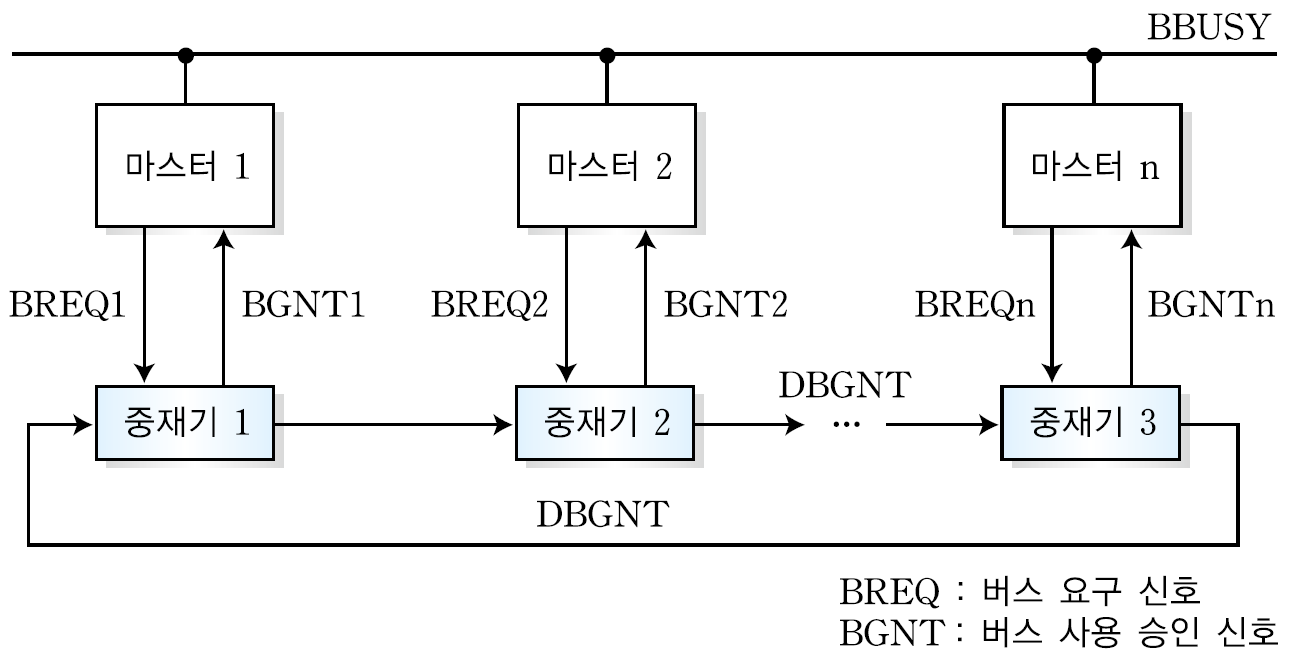 BBUSY
마스터 1
마스터 2
마스터 n
BREQ1
BGNT1
BREQ2
BGNT2
BREQn
BGNTn
DBGNT
중재기 1
중재기 2
...
중재기 3
DBGNT
BREQ : 버스 요구 신호
BGNT : 버스 사용 승인 신호